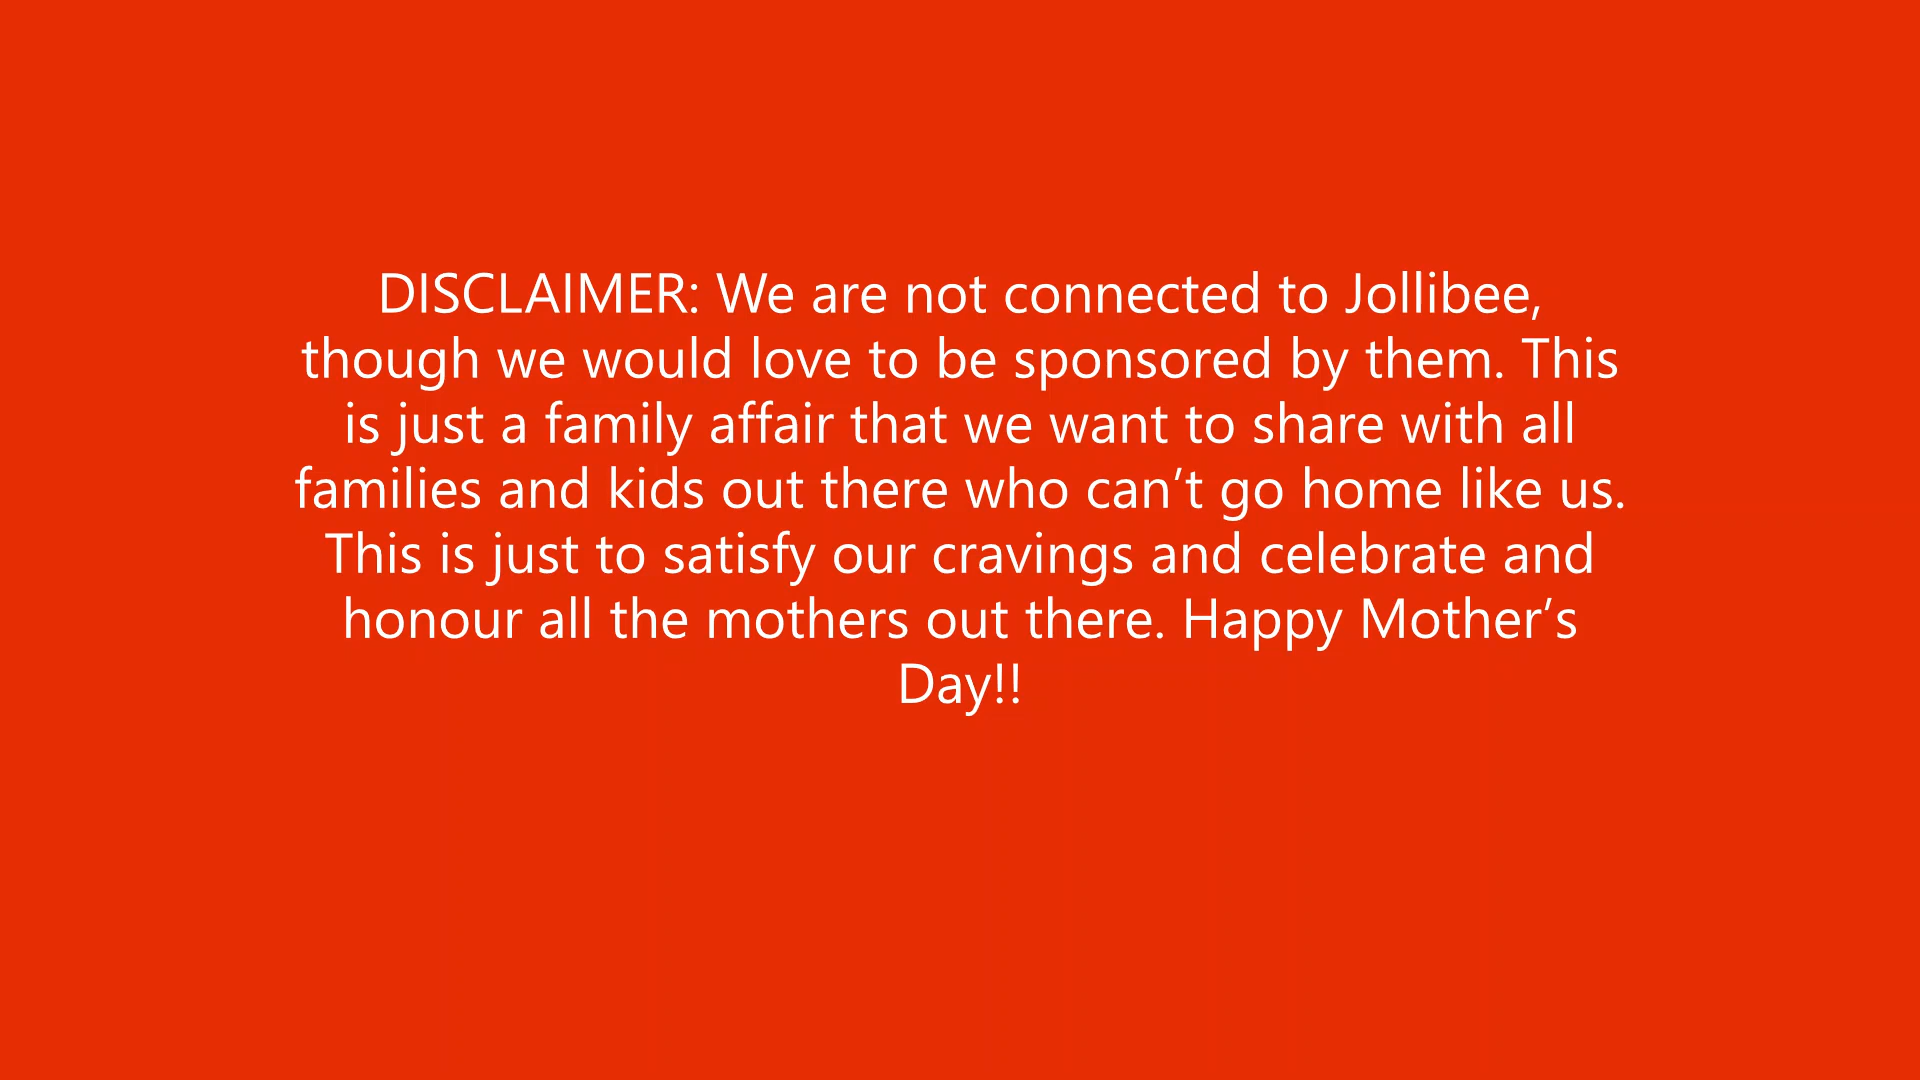 DISCLAIMER: We are not connected to Jollibee,
though we would love to be sponsored by them. This
is just a family affair that we want to share with all
families and kids out there who can’t go home like us.
This is just to satisfy our cravings and celebrate and
honour all the mothers out there. Happy Mother’s
Day!!